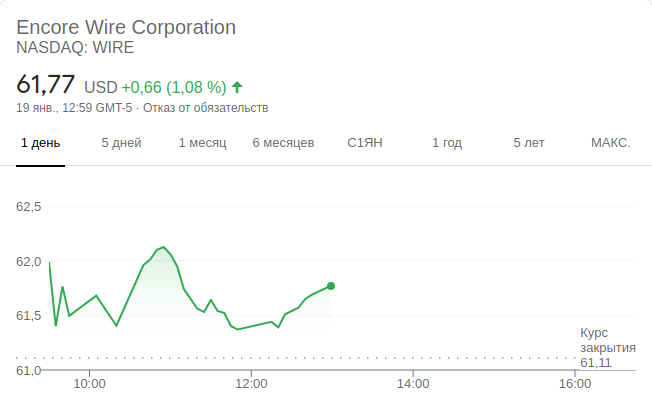 Encore Wire Corporation
NASDAQ: WIRE
61,77 USD +0,66 (1,08 %)
19 янв., 12:59 GMT-5 · Отказ от обязательств
1 день 5 дней 1 месяц 6 месяцев С1ЯН 1 год 5 лет МАКС.
62,5
62,0
61,5
Курс
закрытия
61,11
61,0
10:00 12:00 14:00 16:00